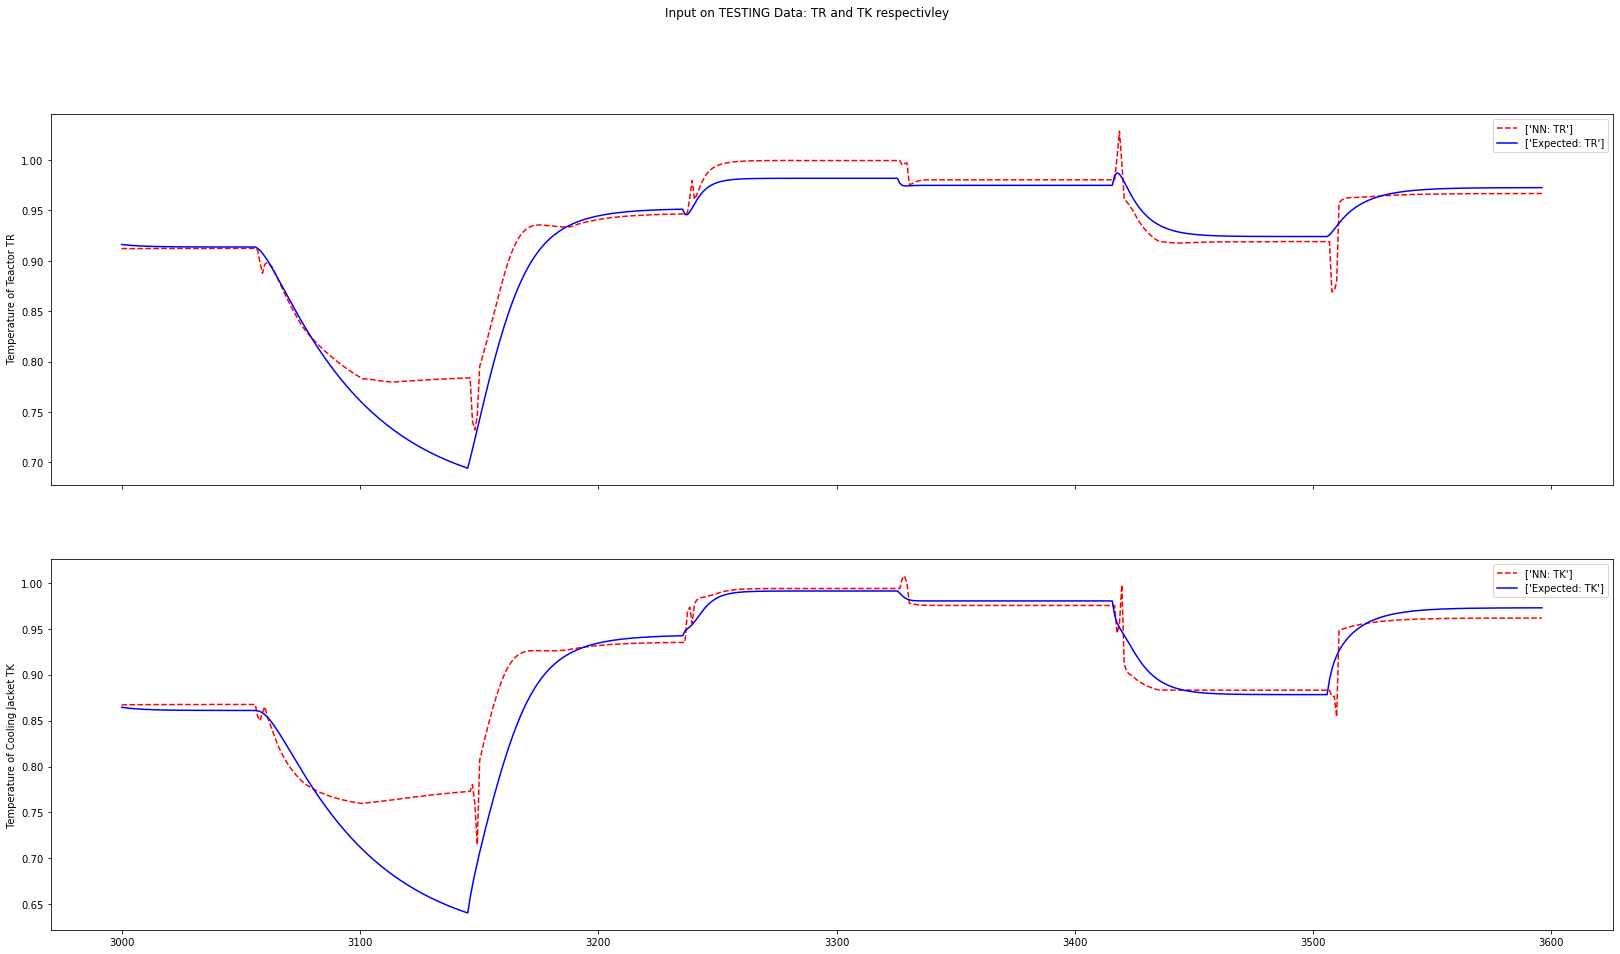 Input on TESTING Data: TR and TK respectivley
['NN: TR']
['Expected: TR']
Temperature of Teactor TR
1.00
0.95
0.90
0.85
0.80
0.75
0.70
['NN: TK']
['Expected: TK']
Temperature of Cooling Jacket TK
1.00
0.95
0.90
0.85
0.80
0.75
0.70
0.65
3000 3100 3200 3300 3400 3500 3600